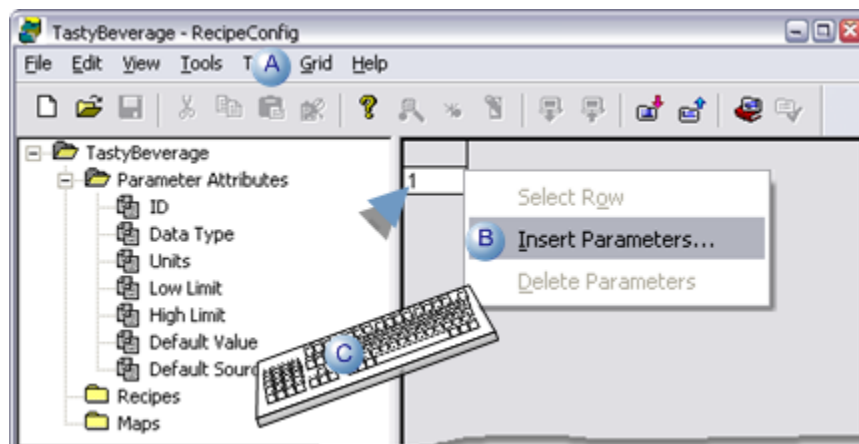 TastyBeverage - RecipeConfig
File Edit View Tools T A Grid Help
TastyBeverage
Parameter Attributes
ID
Data Type
Units
Low Limit
High Limit
Default Value
Default Sourc
Recipes
Maps
1
Select Row
B Insert Parameters...
Delete Parameters
C